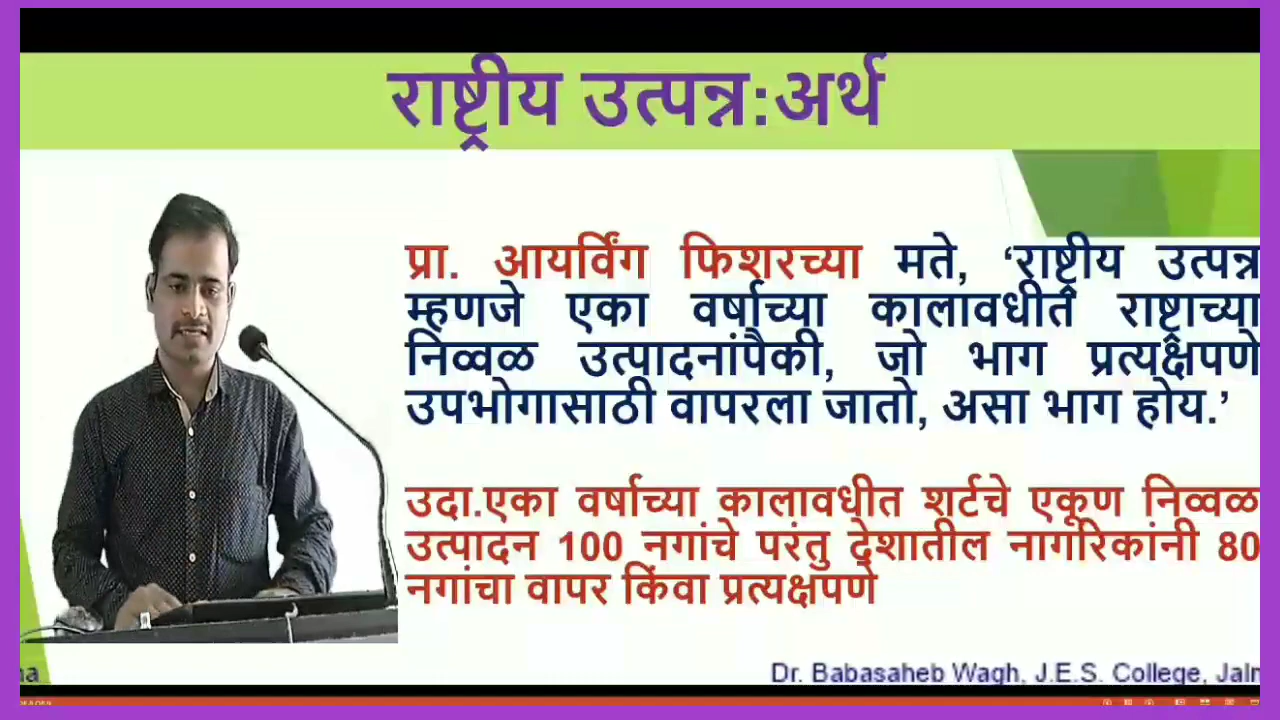 राष्ट्रीय उत्पन्न:अर्थ
प्रा. आयर्विंग फिशरच्या मते, ‘राष्ट्रीय उत्पन्न
म्हणजे एका वर्षाच्या कालावधीत राष्ट्राच्या
निव्वळ उत्पादनांपैकी, जो भाग प्रत्यक्षपणे
उपभोगासाठी वापरला जातो, असा भाग होय.’
उदा.एका वर्षाच्या कालावधीत शर्टचे एकूण निव्वळ
उत्पादन 100 नगांचे परंतु देशातील नागरिकांनी 80
नगांचा वापर किंवा प्रत्यक्षपणे
Dr. Babasaheb Wagh, J.E.S. College,